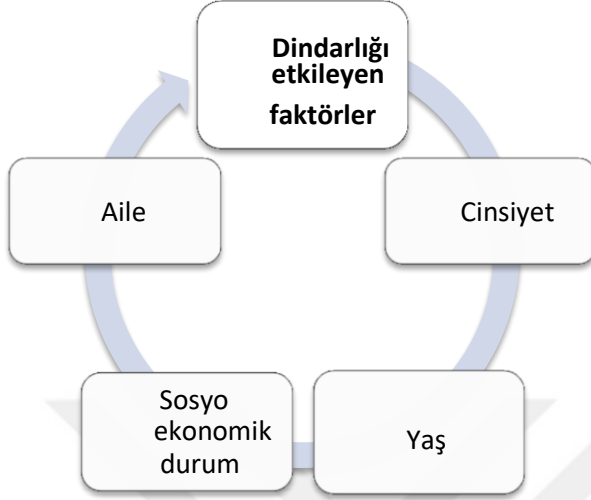 Dindarlığı
etkileyen
faktörler
Cinsiyet
Yaş
Sosyo
ekonomik
durum
Aile